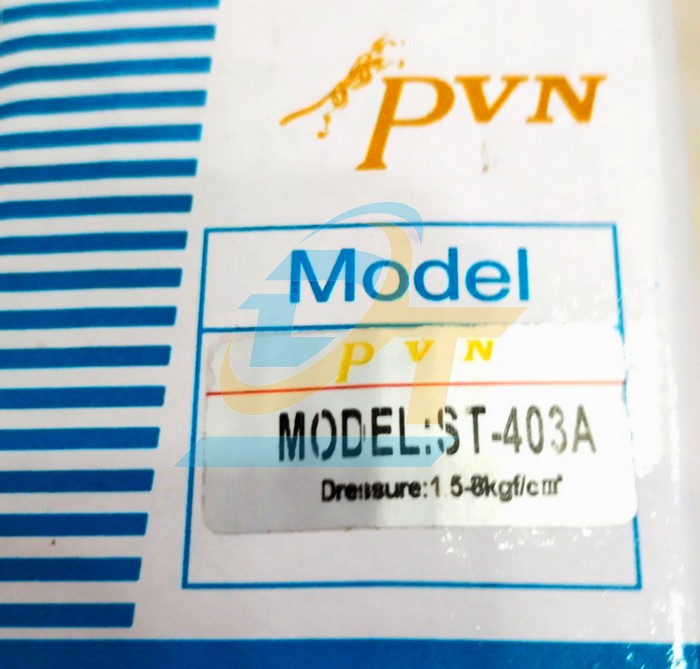 PVN
Model
PVN
MODEL:ST-403A
Dressure:1.5-8kgf/cm²